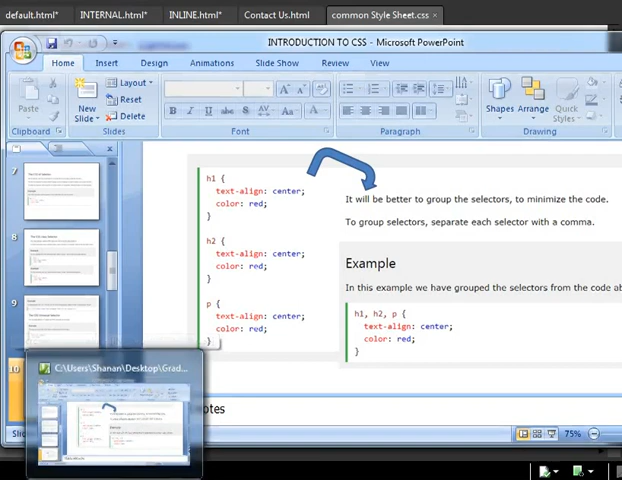 default.html* INTERNAL.html* INLINE.html* Contact Us.html common Style Sheet.css ×
INTRODUCTION TO CSS - Microsoft PowerPoint
Home Insert Design Animations Slide Show Review View
Paste
New
Slides
Layout
Reset
Delete
B I U abe S AV Aa A
Shapes Arrange Quick
Styles
Clipboard Slides Font Paragraph Drawing
7
8
9
10
h1 {
text-align: center;
color: red;
}
h2 {
text-align: center;
color: red;
}
p {
text-align: center;
color: red;
}
It will be better to group the selectors, to minimize the code.
To group selectors, separate each selector with a comma.
Example
In this example we have grouped the selectors from the code ab
h1, h2, p {
text-align: center;
color: red;
}
C:\Users\Shanan\Desktop\Grad...
otes
Slid
75%